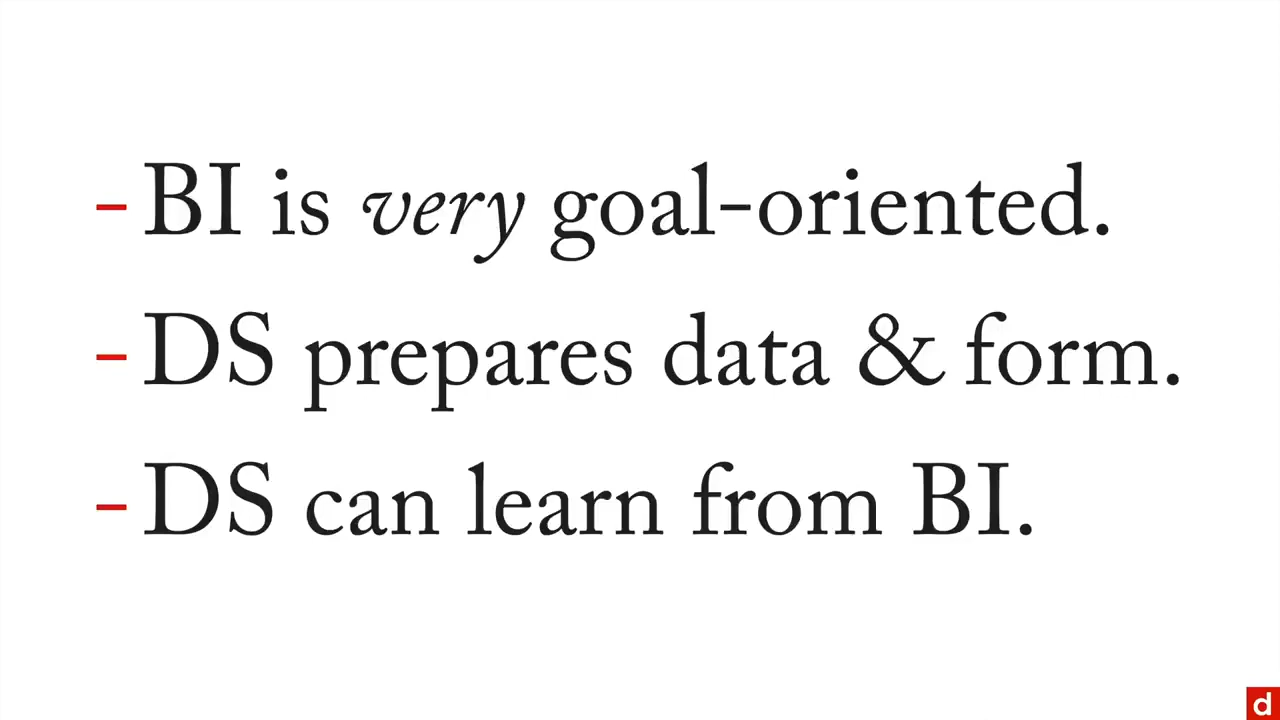 - BI is very goal-oriented.
- DS prepares data & form.
- DS can learn from BI.
d